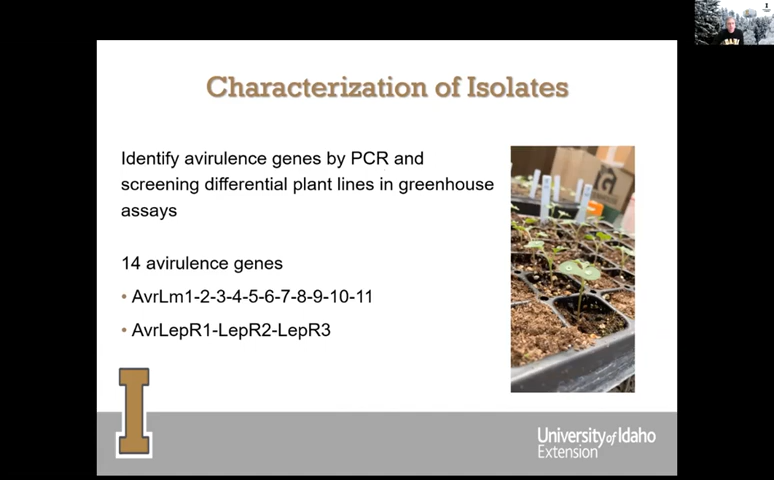 Characterization of Isolates
Identify avirulence genes by PCR and
screening differential plant lines in greenhouse
assays
14 avirulence genes
• AvrLm1-2-3-4-5-6-7-8-9-10-11
• AvrLepR1-LepR2-LepR3
I
University of Idaho
Extension